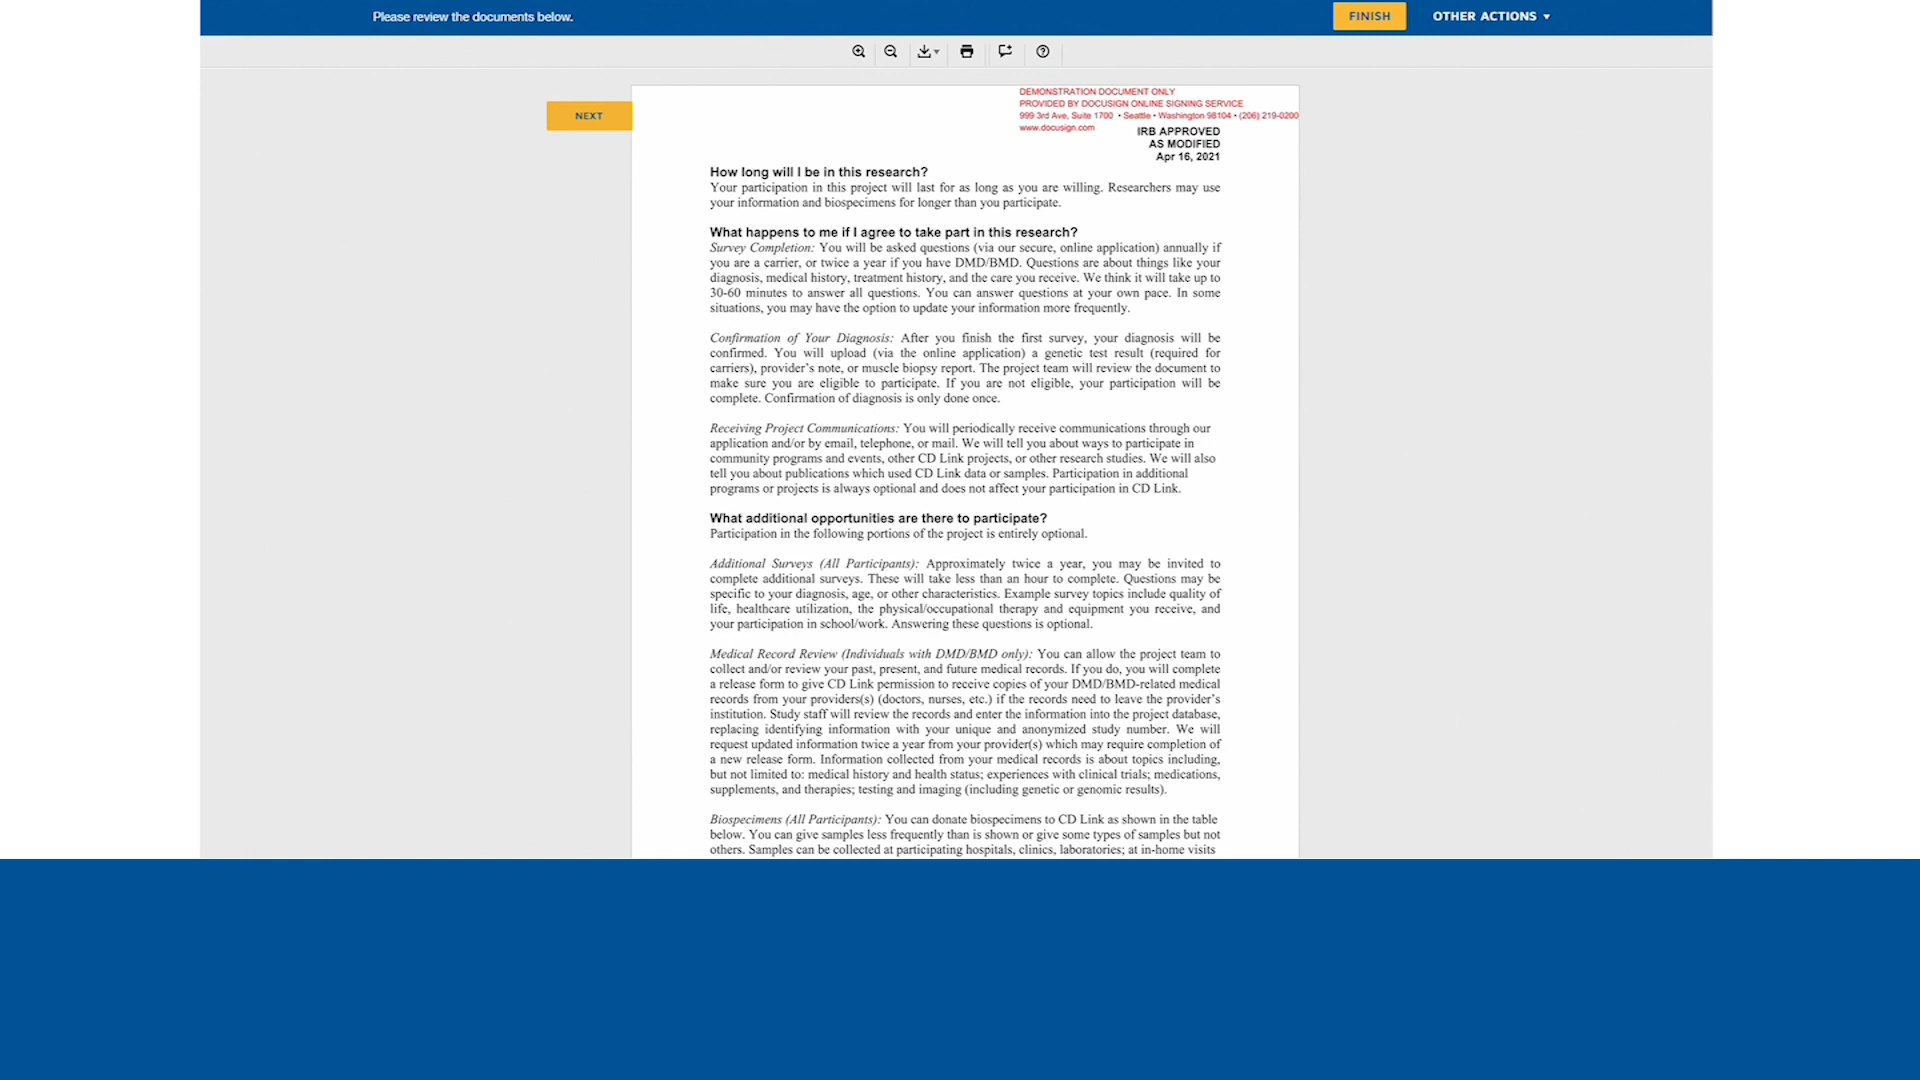 Please review the documents below.
FINISH
OTHER ACTIONS
NEXT
DEMONSTRATION DOCUMENT ONLY
PROVIDED BY DOCUSIGN ONLINE SIGNING SERVICE
999 3rd Ave, Suite 1700 • Seattle • Washington 98104 • (206) 219-0200
www.docusign.com
IRB APPROVED
AS MODIFIED
Apr 16, 2021
How long will I be in this research?
Your participation in this project will last for as long as you are willing. Researchers may use
your information and biospecimens for longer than you participate.
What happens to me if I agree to take part in this research?
Survey Completion: You will be asked questions (via our secure, online application) annually if
you are a carrier, or twice a year if you have DMD/BMD. Questions are about things like your
diagnosis, medical history, treatment history, and the care you receive. We think it will take up to
30-60 minutes to answer all questions. You can answer questions at your own pace. In some
situations, you may have the option to update your information more frequently.
Confirmation of Your Diagnosis: After you finish the first survey, your diagnosis will be
confirmed. You will upload (via the online application) a genetic test result (required for
carriers), provider's note, or muscle biopsy report. The project team will review the document to
make sure you are eligible to participate. If you are not eligible, your participation will be
complete. Confirmation of diagnosis is only done once.
Receiving Project Communications: You will periodically receive communications through our
application and/or by email, telephone, or mail. We will tell you about ways to participate in
community programs and events, other CD Link projects, or other research studies. We will also
tell you about publications which used CD Link data or samples. Participation in additional
programs or projects is always optional and does not affect your participation in CD Link.
What additional opportunities are there to participate?
Participation in the following portions of the project is entirely optional.
Additional Surveys (All Participants): Approximately twice a year, you may be invited to
complete additional surveys. These will take less than an hour to complete. Questions may be
specific to your diagnosis, age, or other characteristics. Example survey topics include quality of
life, healthcare utilization, the physical/occupational therapy and equipment you receive, and
your participation in school/work. Answering these questions is optional.
Medical Record Review (Individuals with DMD/BMD only): You can allow the project team to
collect and/or review your past, present, and future medical records. If you do, you will complete
a release form to give CD Link permission to receive copies of your DMD/BMD-related medical
records from your providers(s) (doctors, nurses, etc.) if the records need to leave the provider's
institution. Study staff will review the records and enter the information into the project database,
replacing identifying information with your unique and anonymized study number. We will
request updated information twice a year from your provider(s) which may require completion of
a new release form. Information collected from your medical records is about topics including,
but not limited to: medical history and health status; experiences with clinical trials; medications,
supplements, and therapies; testing and imaging (including genetic or genomic results).
Biospecimens (All Participants): You can donate biospecimens to CD Link as shown in the table
below. You can give samples less frequently than is shown or give some types of samples but not
others. Samples can be collected at participating hospitals, clinics, laboratories; at in-home visits